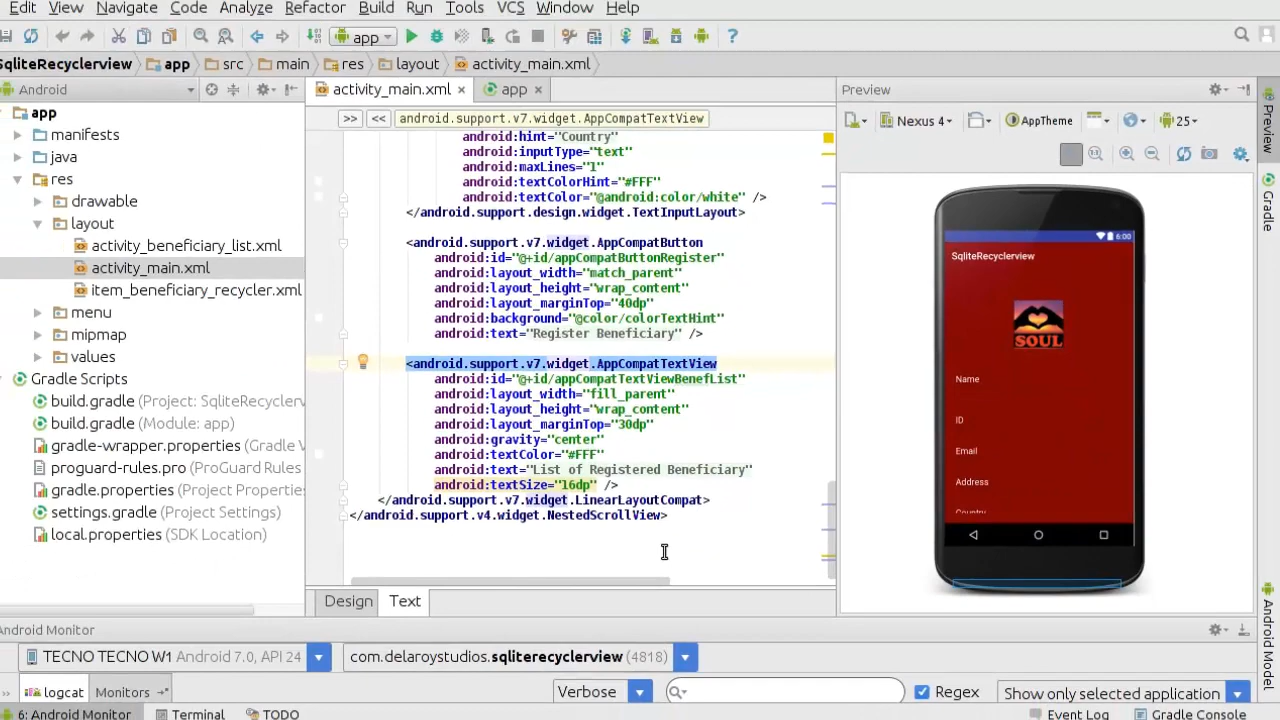 Edit View Navigate Code Analyze Refactor Build Run Tools VCS Window Help
app
SqliteRecyclerview app src main res layout activity_main.xml
Android
activity_main.xml
app
Preview
android.support.v7.widget.AppCompatTextView
Nexus 4
AppTheme
25
app
manifests
java
res
drawable
layout
activity_beneficiary_list.xml
activity_main.xml
item_beneficiary_recycler.xml
menu
mipmap
values
Gradle Scripts
build.gradle (Project: SqliteRecyclerv
build.gradle (Module: app)
gradle-wrapper.properties (Gradle V
proguard-rules.pro (ProGuard Rules
gradle.properties (Project Properties
settings.gradle (Project Settings)
local.properties (SDK Location)
>> <<
android:hint="Country"
android:inputType="text"
android:maxLines="1"
android:textColorHint="#FFF"
android:textColor="@android:color/white" />
</android.support.design.widget.TextInputLayout>
<android.support.v7.widget.AppCompatButton
android:id="@+id/appCompatButtonRegister"
android:layout_width="match_parent"
android:layout_height="wrap_content"
android:layout_marginTop="40dp"
android:background="@color/colorTextHint"
android:text="Register Beneficiary" />
<android.support.v7.widget.AppCompatTextView
android:id="@+id/appCompatTextViewBenefList"
android:layout_width="fill_parent"
android:layout_height="wrap_content"
android:layout_marginTop="30dp"
android:gravity="center"
android:textColor="#FFF"
android:text="List of Registered Beneficiary"
android:textSize="16dp" />
</android.support.v7.widget.LinearLayoutCompat>
</android.support.v4.widget.NestedScrollView>
Design Text
6:00
SqliteRecyclerview
SOUL
Name
ID
Email
Address
Country
Preview
Gradle
Android Model
Android Monitor
TECNO TECNO W1 Android 7.0, API 24
com.delaroystudios.sqliterecyclerview (4818)
logcat
Monitors
Verbose
Regex
Show only selected application
6: Android Monitor
Terminal
TODO
Event Log
Gradle Console